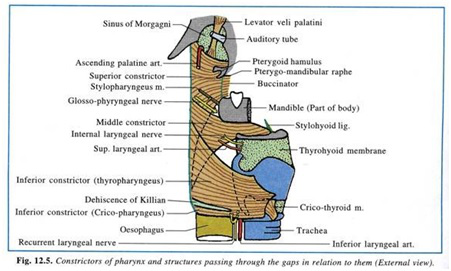 Sinus of Morgagni
Levator veli palatini
Auditory tube
Ascending palatine art.
Pterygoid hamulus
Superior constrictor
Pterygo-mandibular raphe
Stylopharyngeus m.
Buccinator
Glosso-phyryngeal nerve
Mandible (Part of body)
Middle constrictor
Stylohyoid lig.
Internal laryngeal nerve
Sup. laryngeal art.
Thyrohyoid membrane
Inferior constrictor (thyropharyngeus)
Dehiscence of Killian
Crico-thyroid m.
Inferior constrictor (Crico-pharyngeus)
Oesophagus
Trachea
Recurrent laryngeal nerve
Inferior laryngeal art.
Fig. 12.5. Constrictors of pharynx and structures passing through the gaps in relation to them (External view).